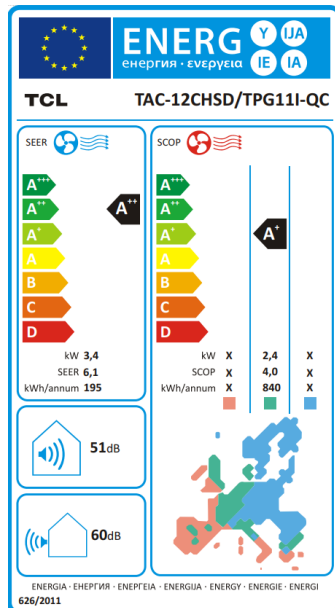 ENERG Y IJA
енергия · ενεργεια IE IA
TCL TAC-12CHSD/TPG11I-QC
SEER SCOP
A+++ A+++
A++ A++ A++
A+ A+ A+
A A
B B
C C
D D
kW 3,4 kW X 2,4 X
SEER 6,1 SCOP X 4,0 X
kWh/annum 195 kWh/annum X 840 X
51dB
60dB
ENERGIA · ЕНЕРГИЯ · ΕΝΕΡΓΕΙΑ · ENERGIJA · ENERGY · ENERGIE · ENERGI
626/2011